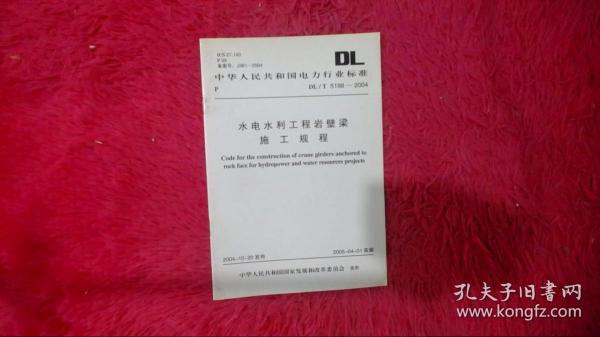 ICS 27.140
P 59
备案号：J381—2004
DL
中华人民共和国电力行业标准
P
DL/T 5198—2004
水电水利工程岩壁梁
施工规程
Code for the construction of crane girders anchored to
rock face for hydropower and water resources projects
2004-10-20 发布
2005-04-01 实施
中华人民共和国国家发展和改革委员会 发布
孔夫子旧书网
www.kongfz.com